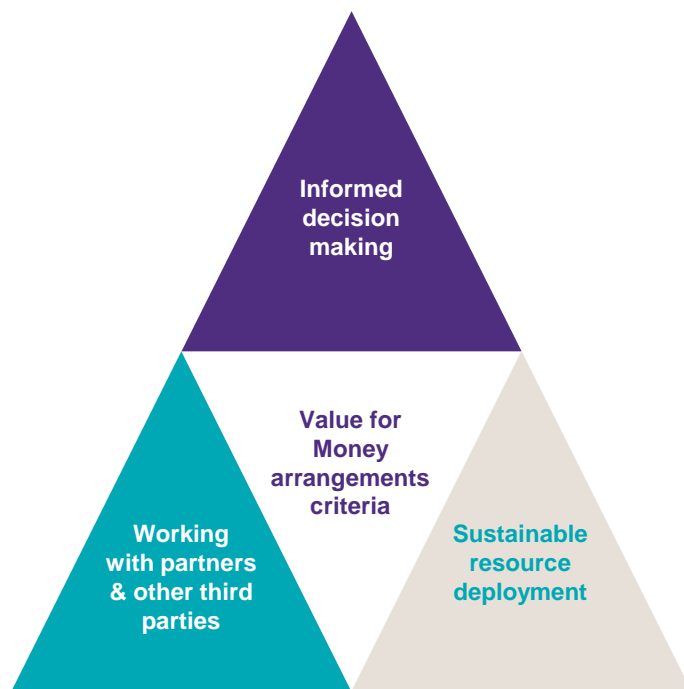 Informed
decision
making
Value for
Money
arrangements
criteria
Working
with partners
& other third
parties
Sustainable
resource
deployment